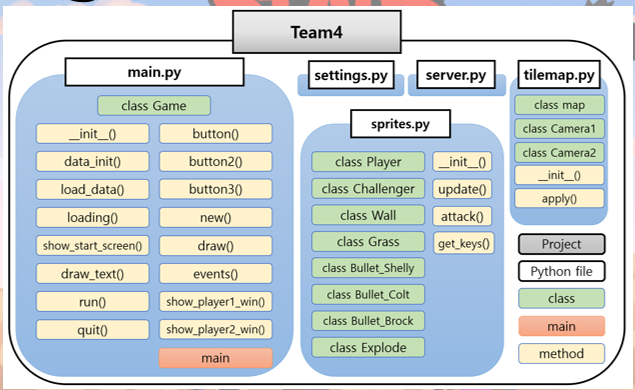 Team4
main.py
class Game
__init__()
button()
data_init()
button2()
load_data()
button3()
loading()
new()
show_start_screen()
draw()
draw_text()
events()
run()
show_player1_win()
quit()
show_player2_win()
main
settings.py
server.py
sprites.py
class Player
__init__()
class Challenger
update()
class Wall
attack()
class Grass
get_keys()
class Bullet_Shelly
class Bullet_Colt
class Bullet_Brock
class Explode
tilemap.py
class map
class Camera1
class Camera2
__init__()
apply()
Project
Python file
class
main
method